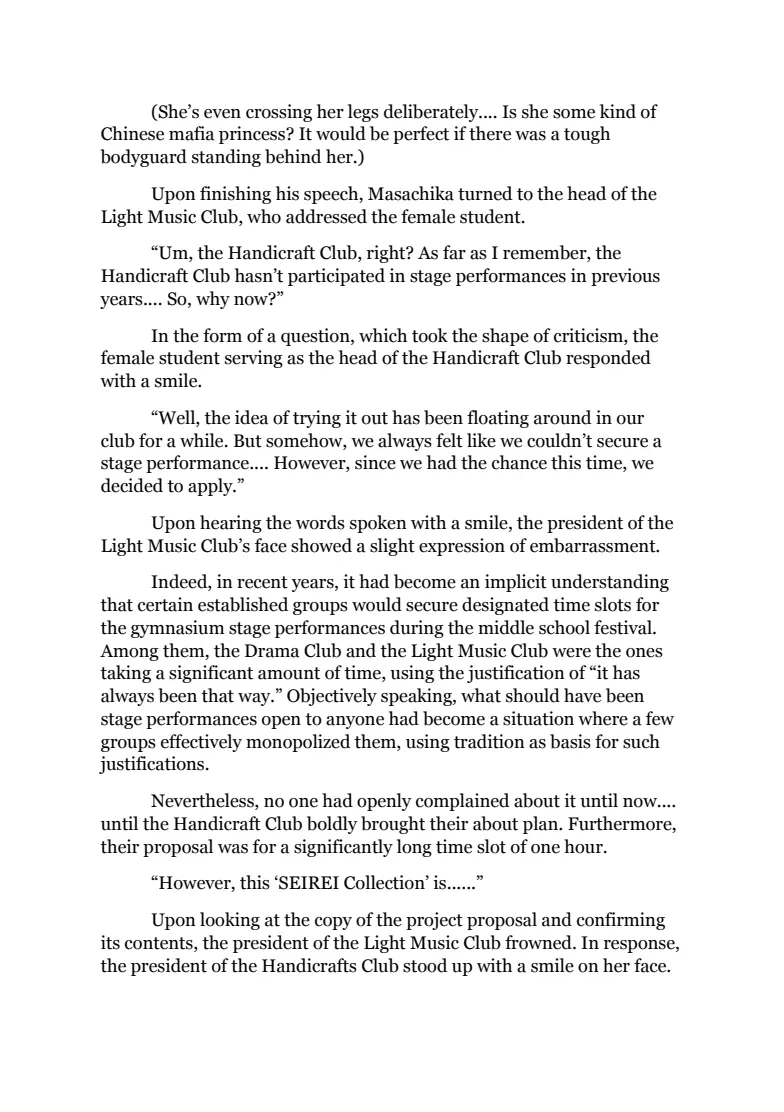 (She’s even crossing her legs deliberately.... Is she some kind of
Chinese mafia princess? It would be perfect if there was a tough
bodyguard standing behind her.)
Upon finishing his speech, Masachika turned to the head of the
Light Music Club, who addressed the female student.
“Um, the Handicraft Club, right? As far as I remember, the
Handicraft Club hasn’t participated in stage performances in previous
years.... So, why now?”
In the form of a question, which took the shape of criticism, the
female student serving as the head of the Handicraft Club responded
with a smile.
“Well, the idea of trying it out has been floating around in our
club for a while. But somehow, we always felt like we couldn’t secure a
stage performance.... However, since we had the chance this time, we
decided to apply.”
Upon hearing the words spoken with a smile, the president of the
Light Music Club’s face showed a slight expression of embarrassment.
Indeed, in recent years, it had become an implicit understanding
that certain established groups would secure designated time slots for
the gymnasium stage performances during the middle school festival.
Among them, the Drama Club and the Light Music Club were the ones
taking a significant amount of time, using the justification of “it has
always been that way.” Objectively speaking, what should have been
stage performances open to anyone had become a situation where a few
groups effectively monopolized them, using tradition as basis for such
justifications.
Nevertheless, no one had openly complained about it until now....
until the Handicraft Club boldly brought their about plan. Furthermore,
their proposal was for a significantly long time slot of one hour.
“However, this ‘SEIREI Collection’ is......”
Upon looking at the copy of the project proposal and confirming
its contents, the president of the Light Music Club frowned. In response,
the president of the Handicrafts Club stood up with a smile on her face.